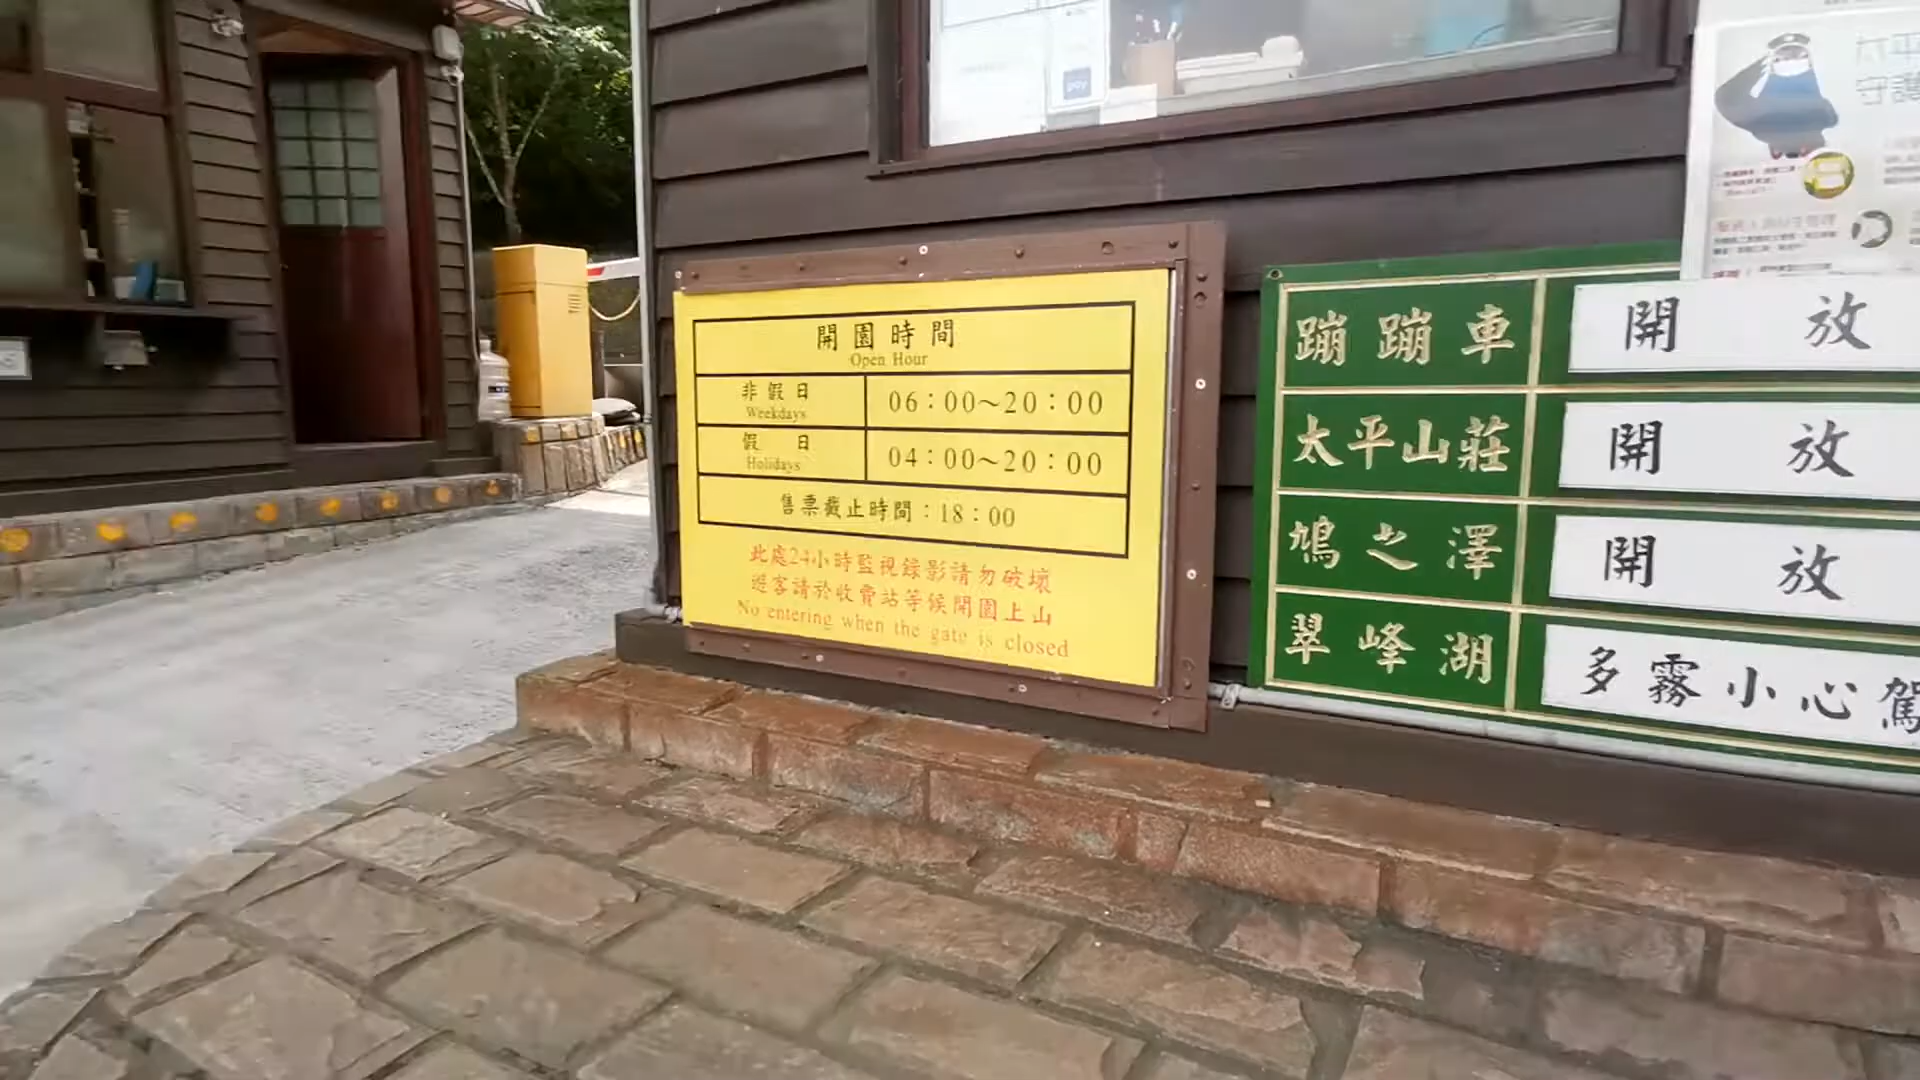 pay
開園時間
Open Hour
非假日
Weekdays
06：00～20：00
假日
Holidays
04：00～20：00
售票截止時間：18：00
此處24小時監視錄影請勿破壞
遊客請於收費站等候開園上山
No entering when the gate is closed
蹦蹦車 開放
太平山莊 開放
鳩之澤 開放
翠峰湖 多霧小心駕